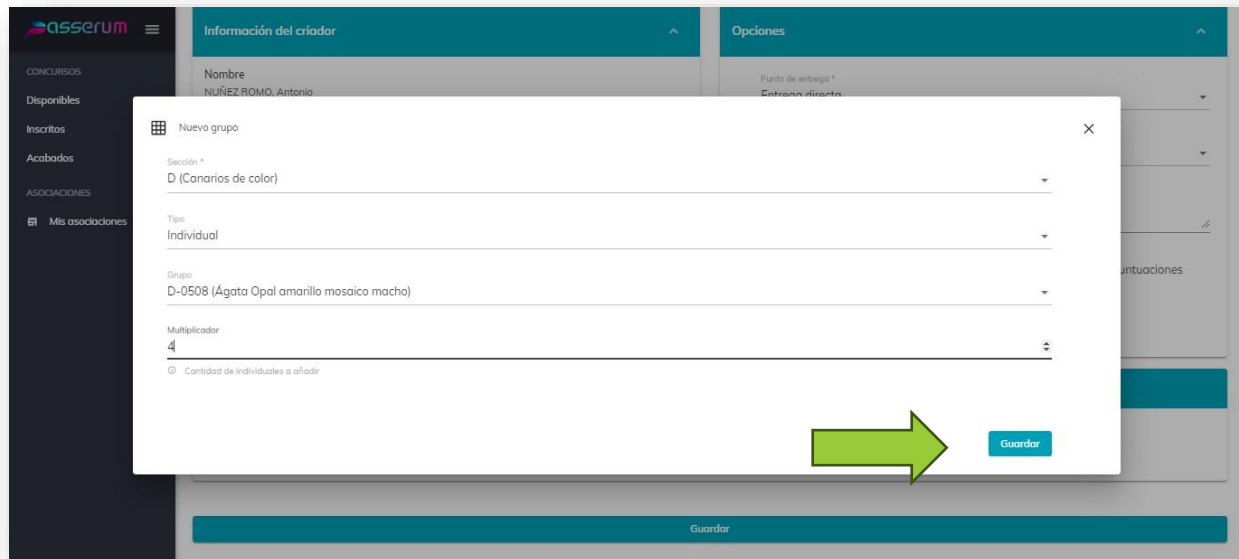 asserum
Información del criador
Opciones
CONCURSOS
Disponibles
Inscritos
Acabados
ASOCIACIONES
Mis asociaciones
Nombre
NUÑEZ ROMO, Antonio
Punto de entrega *
Entrega directa
Nuevo grupo
Sección *
D (Canarios de color)
Tipo
Individual
Grupo
D-0508 (Ágata Opal amarillo mosaico macho)
Multiplicador
4
Cantidad de individuales a añadir
Guardar
untuaciones
Guardar